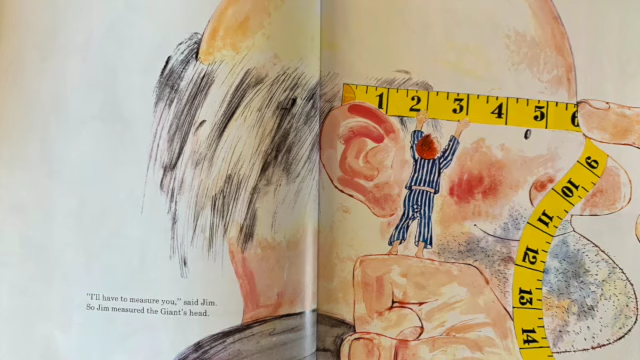 1 2 3 4 5 6
9
10
11
12
13
14
"I'll have to measure you," said Jim.
So Jim measured the Giant's head.